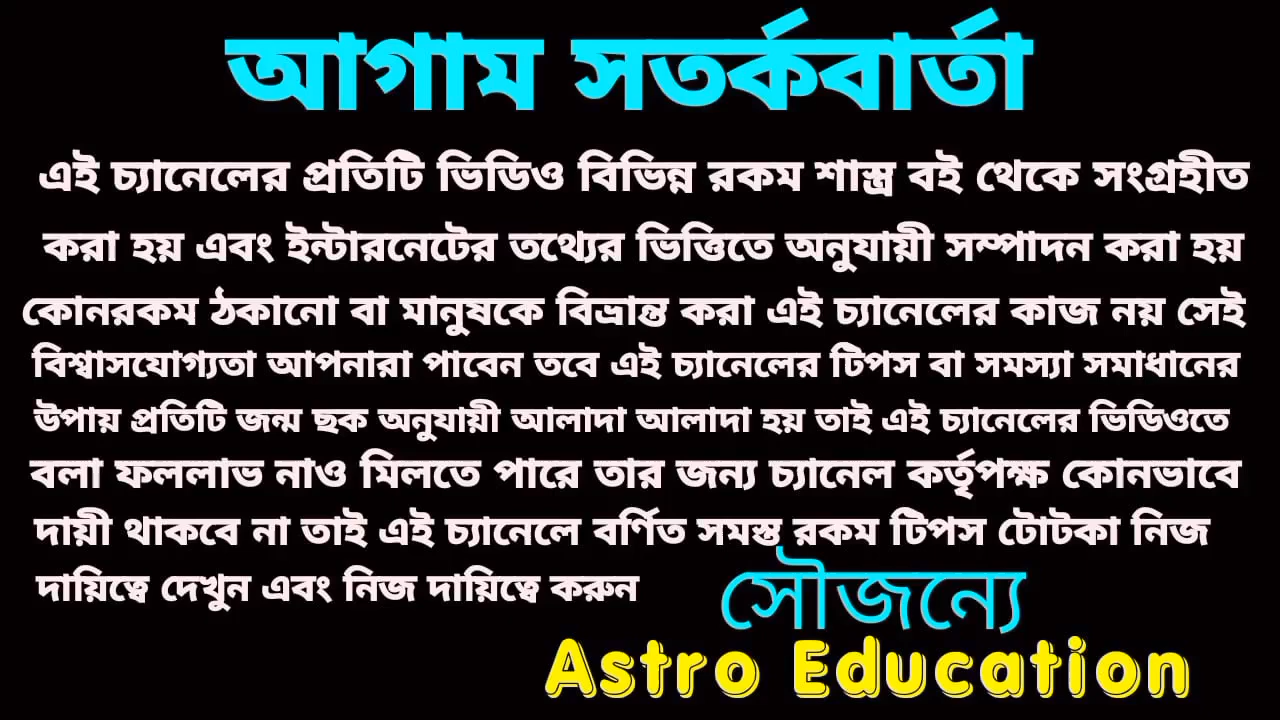 আগাম সতর্কবার্তা
এই চ্যানেলের প্রতিটি ভিডিও বিভিন্ন রকম শাস্ত্র বই থেকে সংগ্রহীত
করা হয় এবং ইন্টারনেটের তথ্যের ভিত্তিতে অনুযায়ী সম্পাদন করা হয়
কোনরকম ঠকানো বা মানুষকে বিভ্রান্ত করা এই চ্যানেলের কাজ নয় সেই
বিশ্বাসযোগ্যতা আপনারা পাবেন তবে এই চ্যানেলের টিপস বা সমস্যা সমাধানের
উপায় প্রতিটি জন্ম ছক অনুযায়ী আলাদা আলাদা হয় তাই এই চ্যানেলের ভিডিওতে
বলা ফললাভ নাও মিলতে পারে তার জন্য চ্যানেল কর্তৃপক্ষ কোনভাবে
দায়ী থাকবে না তাই এই চ্যানেলে বর্ণিত সমস্ত রকম টিপস টোটকা নিজ
দায়িত্বে দেখুন এবং নিজ দায়িত্বে করুন
সৌজন্যে
Astro Education